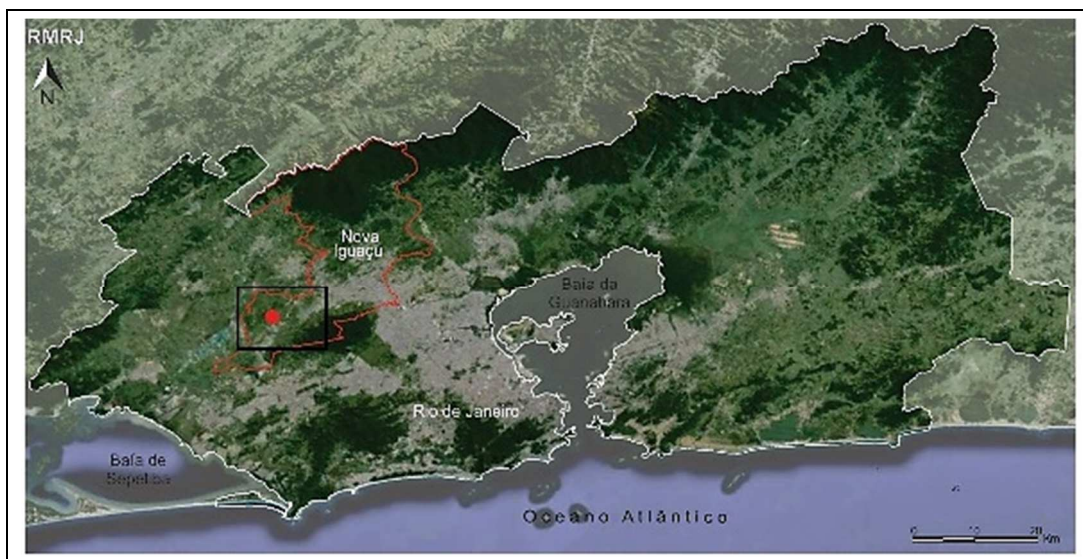 RMRJ
N
Nova
Iguaçu
Baía da
Guanabara
Rio de Janeiro
Baía de
Sepetiba
Oceano Atlântico
0 10 20
Km